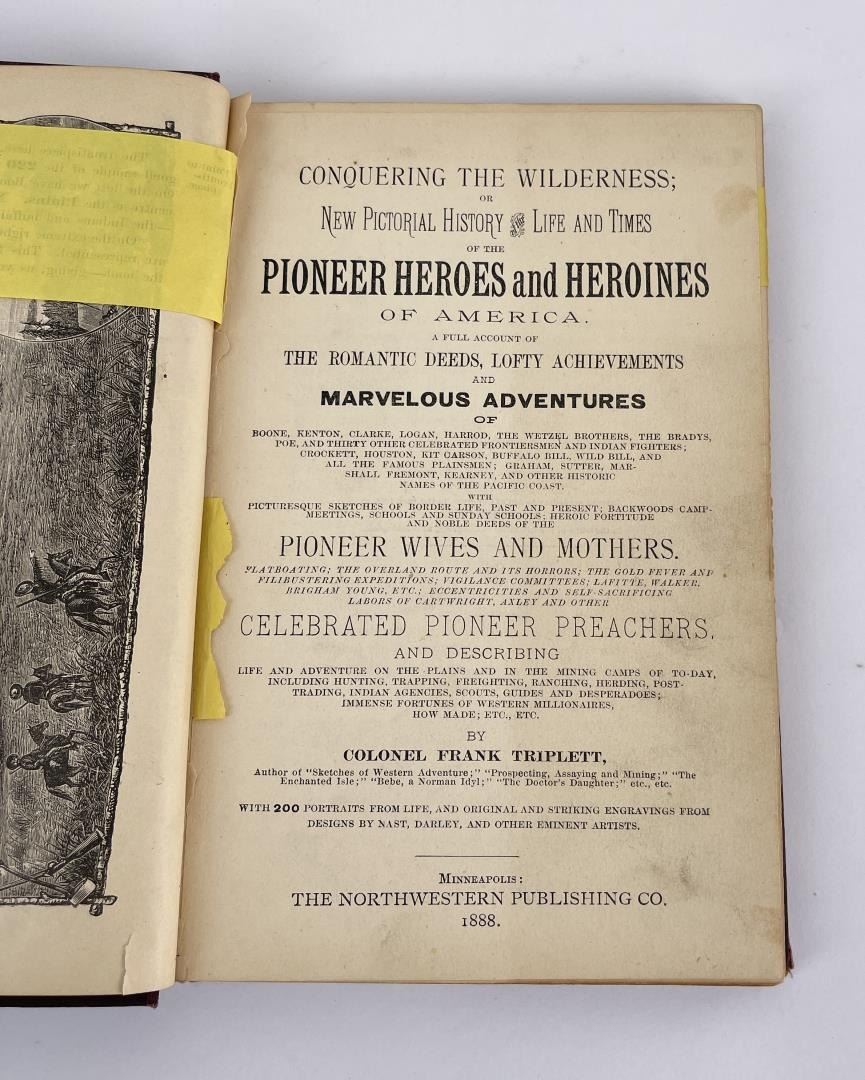 CONQUERING THE WILDERNESS;
OR
NEW PICTORIAL HISTORY LIFE AND TIMES
OF THE
PIONEER HEROES and HEROINES
OF AMERICA.
A FULL ACCOUNT OF
THE ROMANTIC DEEDS, LOFTY ACHIEVEMENTS
AND
MARVELOUS ADVENTURES
OF
BOONE, KENTON, CLARKE, LOGAN, HARROD, THE WETZEL BROTHERS, THE BRADYS,
POE, AND THIRTY OTHER CELEBRATED FRONTIERSMEN AND INDIAN FIGHTERS;
CROCKETT, HOUSTON, KIT CARSON, BUFFALO BILL, WILD BILL, AND
ALL THE FAMOUS PLAINSMEN; GRAHAM, SUTTER, MAR-
SHALL FREMONT, KEARNEY, AND OTHER HISTORIC
NAMES OF THE PACIFIC COAST.
WITH
PICTURESQUE SKETCHES OF BORDER LIFE, PAST AND PRESENT; BACKWOODS CAMP-
MEETINGS, SCHOOLS AND SUNDAY SCHOOLS; HEROIC FORTITUDE
AND NOBLE DEEDS OF THE
PIONEER WIVES AND MOTHERS.
FLATBOATING; THE OVERLAND ROUTE AND ITS HORRORS; THE GOLD FEVER AND
FILIBUSTERING EXPEDITIONS; VIGILANCE COMMITTEES; LAFITTE, WALKER,
BRIGHAM YOUNG, ETC.; ECCENTRICITIES AND SELF-SACRIFICING
LABORS OF CARTWRIGHT, AXLEY AND OTHER
CELEBRATED PIONEER PREACHERS,
AND DESCRIBING
LIFE AND ADVENTURE ON THE PLAINS AND IN THE MINING CAMPS OF TO-DAY,
INCLUDING HUNTING, TRAPPING, FREIGHTING, RANCHING, HERDING, POST-
TRADING, INDIAN AGENCIES, SCOUTS, GUIDES AND DESPERADOES;
IMMENSE FORTUNES OF WESTERN MILLIONAIRES,
HOW MADE; ETC., ETC.
BY
COLONEL FRANK TRIPLETT,
Author of "Sketches of Western Adventure;" "Prospecting, Assaying and Mining;" "The
Enchanted Isle;" "Bebe, a Norman Idyl;" "The Doctor's Daughter;" etc., etc.
WITH 200 PORTRAITS FROM LIFE, AND ORIGINAL AND STRIKING ENGRAVINGS FROM
DESIGNS BY NAST, DARLEY, AND OTHER EMINENT ARTISTS.
MINNEAPOLIS:
THE NORTHWESTERN PUBLISHING CO.
1888.